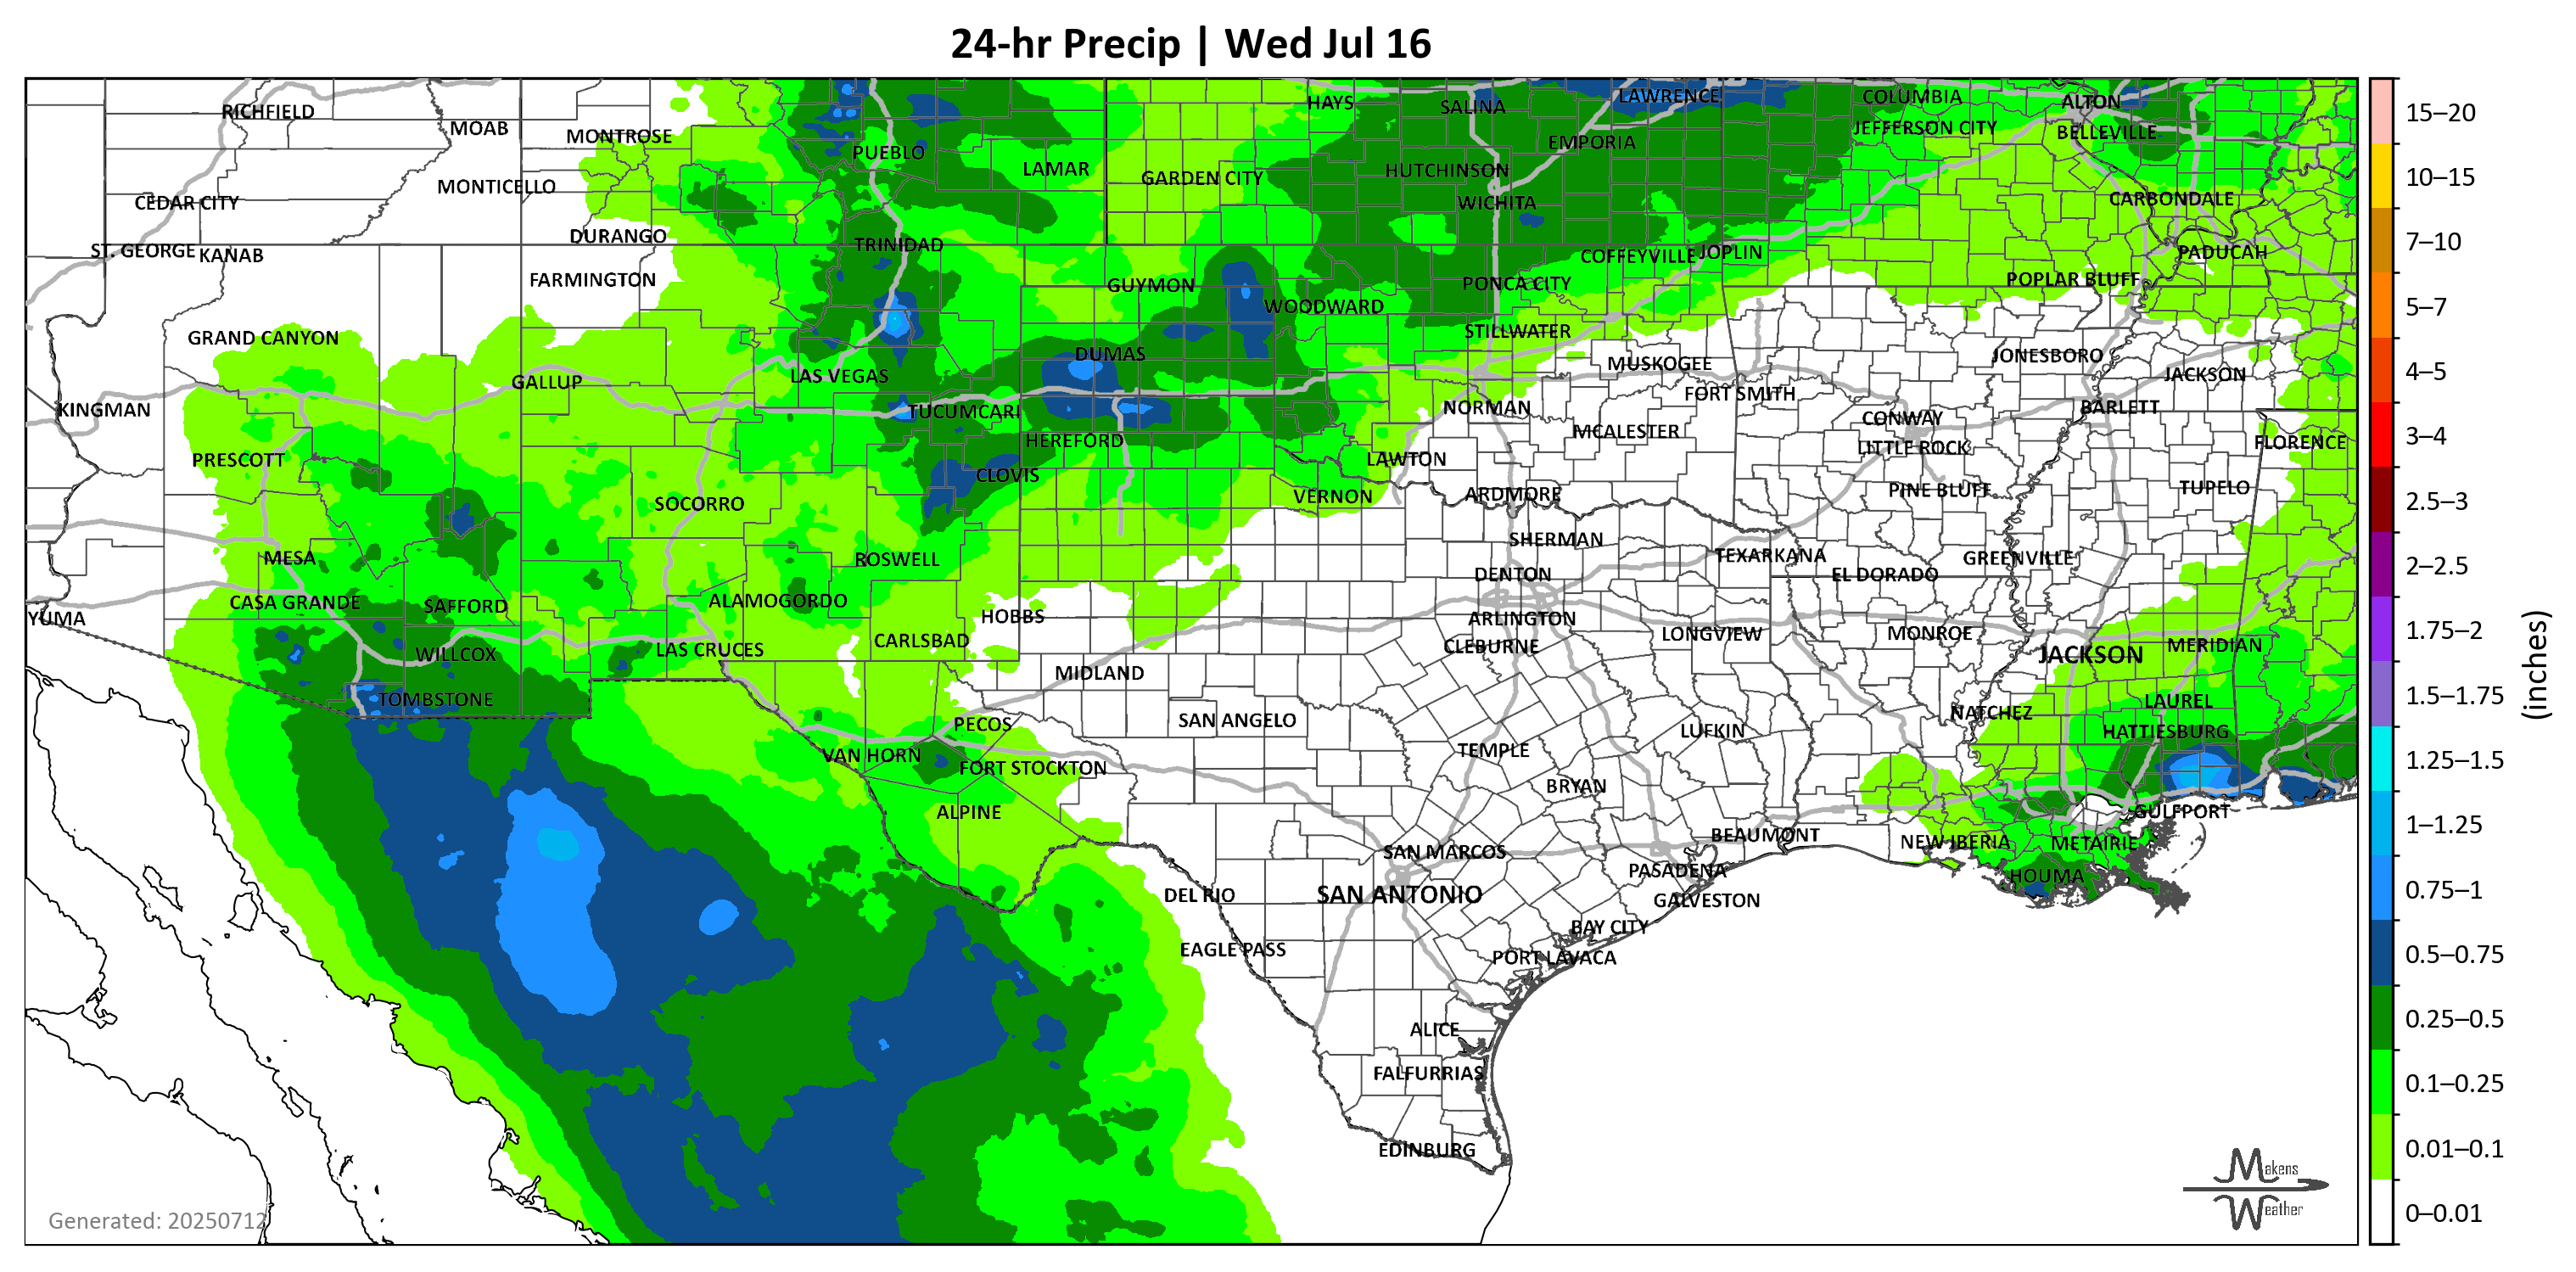 24-hr Precip | Wed Jul 16
RICHFIELD
MOAB
MONTROSE
PUEBLO
LAMAR
HAYS
SALINA
LAWRENCE
COLUMBIA
ALTON
JEFFERSON CITY
BELLEVILLE
EMPORIA
HUTCHINSON
GARDEN CITY
MONTICELLO
CEDAR CITY
WICHITA
CARBONDALE
DURANGO
TRINIDAD
ST. GEORGE
KANAB
COFFEYVILLE
JOPLIN
PADUCAH
FARMINGTON
GUYMON
PONCA CITY
POPLAR BLUFF
WOODWARD
STILLWATER
GRAND CANYON
DUMAS
MUSKOGEE
JONESBORO
GALLUP
LAS VEGAS
JACKSON
FORT SMITH
KINGMAN
TUCUMCARI
NORMAN
BARLETT
CONWAY
MCALESTER
HEREFORD
LITTLE ROCK
FLORENCE
PRESCOTT
LAWTON
CLOVIS
SOCORRO
VERNON
ARDMORE
PINE BLUFF
TUPELO
SHERMAN
MESA
ROSWELL
TEXARKANA
GREENVILLE
DENTON
EL DORADO
CASA GRANDE
SAFFORD
ALAMOGORDO
HOBBS
YUMA
ARLINGTON
CARLSBAD
CLEBURNE
LONGVIEW
MONROE
WILLCOX
LAS CRUCES
JACKSON
MERIDIAN
MIDLAND
TOMBSTONE
LAUREL
PECOS
SAN ANGELO
NATCHEZ
LUFKIN
HATTIESBURG
VAN HORN
TEMPLE
FORT STOCKTON
BRYAN
ALPINE
GULFPORT
BEAUMONT
NEW IBERIA
METAIRIE
SAN MARCOS
PASADENA
HOUMA
DEL RIO
SAN ANTONIO
GALVESTON
BAY CITY
EAGLE PASS
PORT LAVACA
ALICE
FALFURRIAS
EDINBURG
Generated: 20250712
Makens
Weather
15–20
10–15
7–10
5–7
4–5
3–4
2.5–3
2–2.5
1.75–2
1.5–1.75
1.25–1.5
1–1.25
0.75–1
0.5–0.75
0.25–0.5
0.1–0.25
0.01–0.1
0–0.01
(inches)